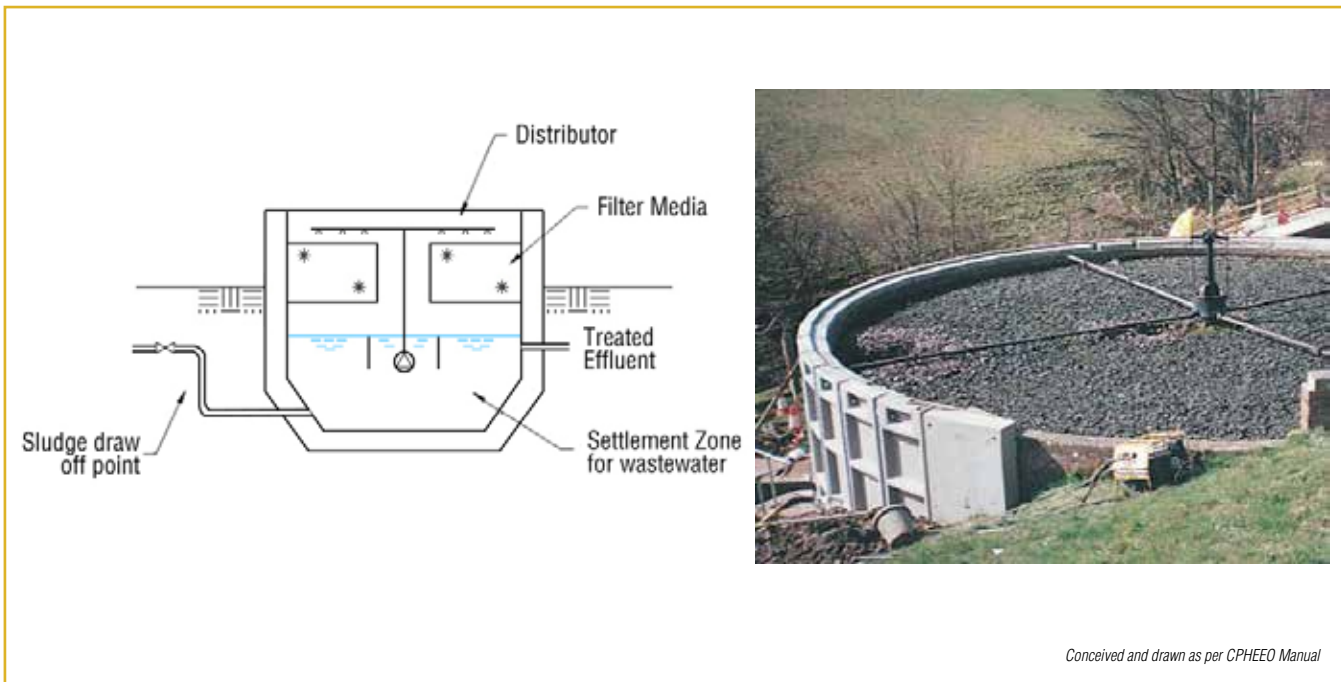 Distributor
Filter Media
Treated
Effluent
Sludge draw
off point
Settlement Zone
for wastewater
Conceived and drawn as per CPHEEO Manual